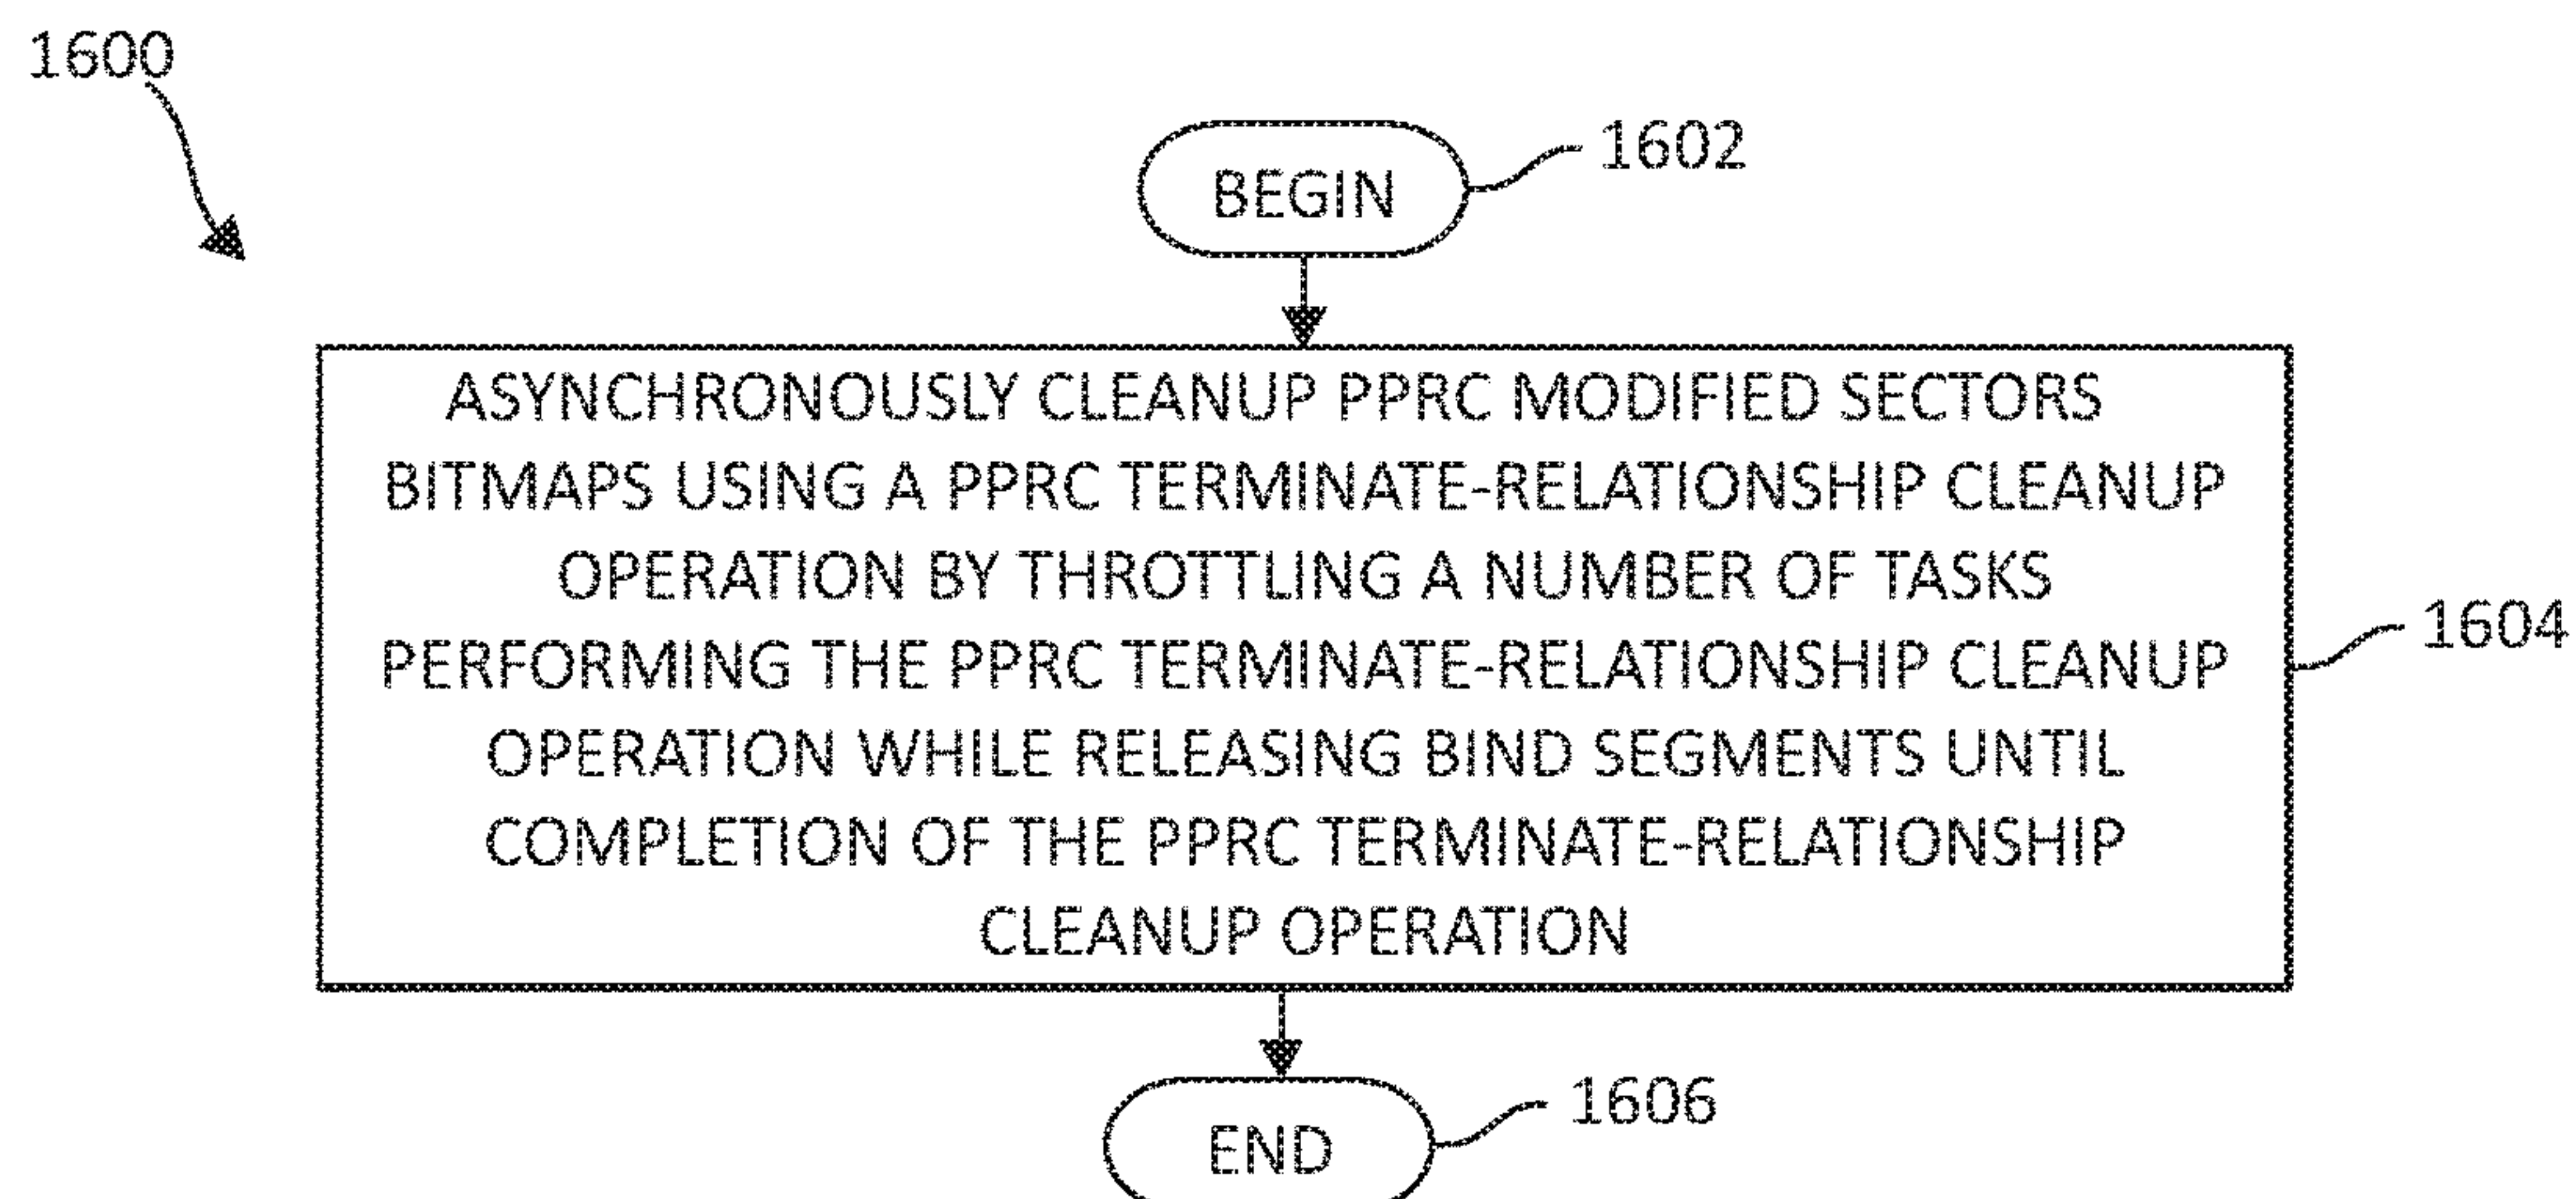 1600
BEGIN
1602
ASYNCHRONOUSLY CLEANUP PPRC MODIFIED SECTORS
BITMAPS USING A PPRC TERMINATE-RELATIONSHIP CLEANUP
OPERATION BY THROTTLING A NUMBER OF TASKS
PERFORMING THE PPRC TERMINATE-RELATIONSHIP CLEANUP
OPERATION WHILE RELEASING BIND SEGMENTS UNTIL
COMPLETION OF THE PPRC TERMINATE-RELATIONSHIP
CLEANUP OPERATION
1604
END
1606